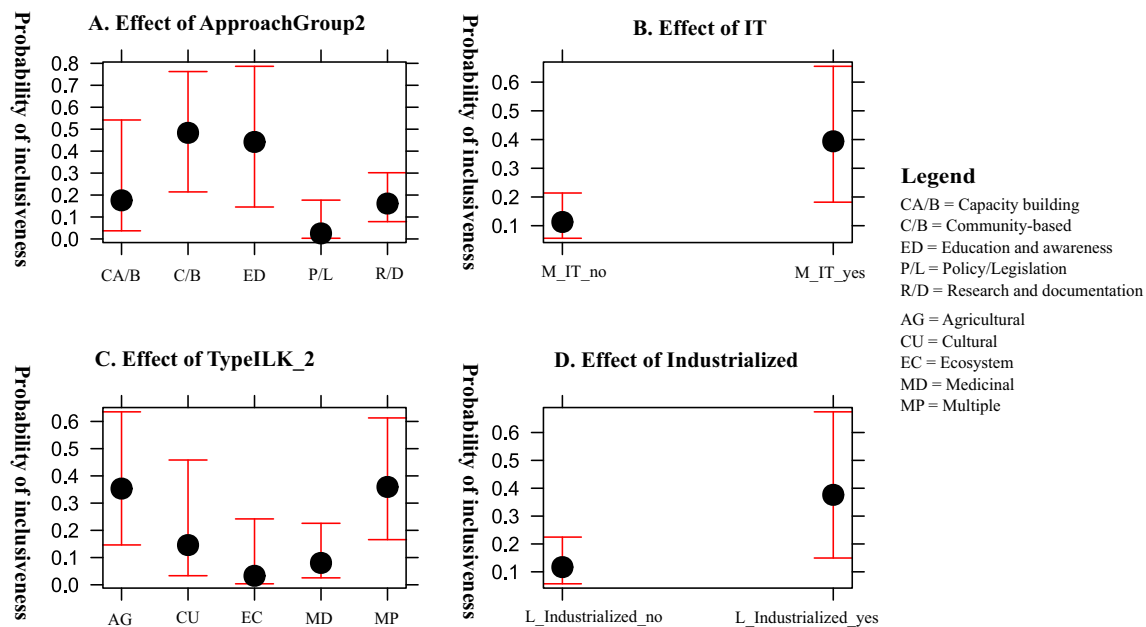 A. Effect of ApproachGroup2
Probability of inclusiveness
0.8
0.7
0.6
0.5
0.4
0.3
0.2
0.1
0.0
CA/B C/B ED P/L R/D
B. Effect of IT
Probability of inclusiveness
0.6
0.5
0.4
0.3
0.2
0.1
M_IT_no M_IT_yes
C. Effect of TypeILK_2
Probability of inclusiveness
0.6
0.5
0.4
0.3
0.2
0.1
0.0
AG CU EC MD MP
D. Effect of Industrialized
Probability of inclusiveness
0.6
0.5
0.4
0.3
0.2
0.1
L_Industrialized_no L_Industrialized_yes
Legend
CA/B = Capacity building
C/B = Community-based
ED = Education and awareness
P/L = Policy/Legislation
R/D = Research and documentation
AG = Agricultural
CU = Cultural
EC = Ecosystem
MD = Medicinal
MP = Multiple